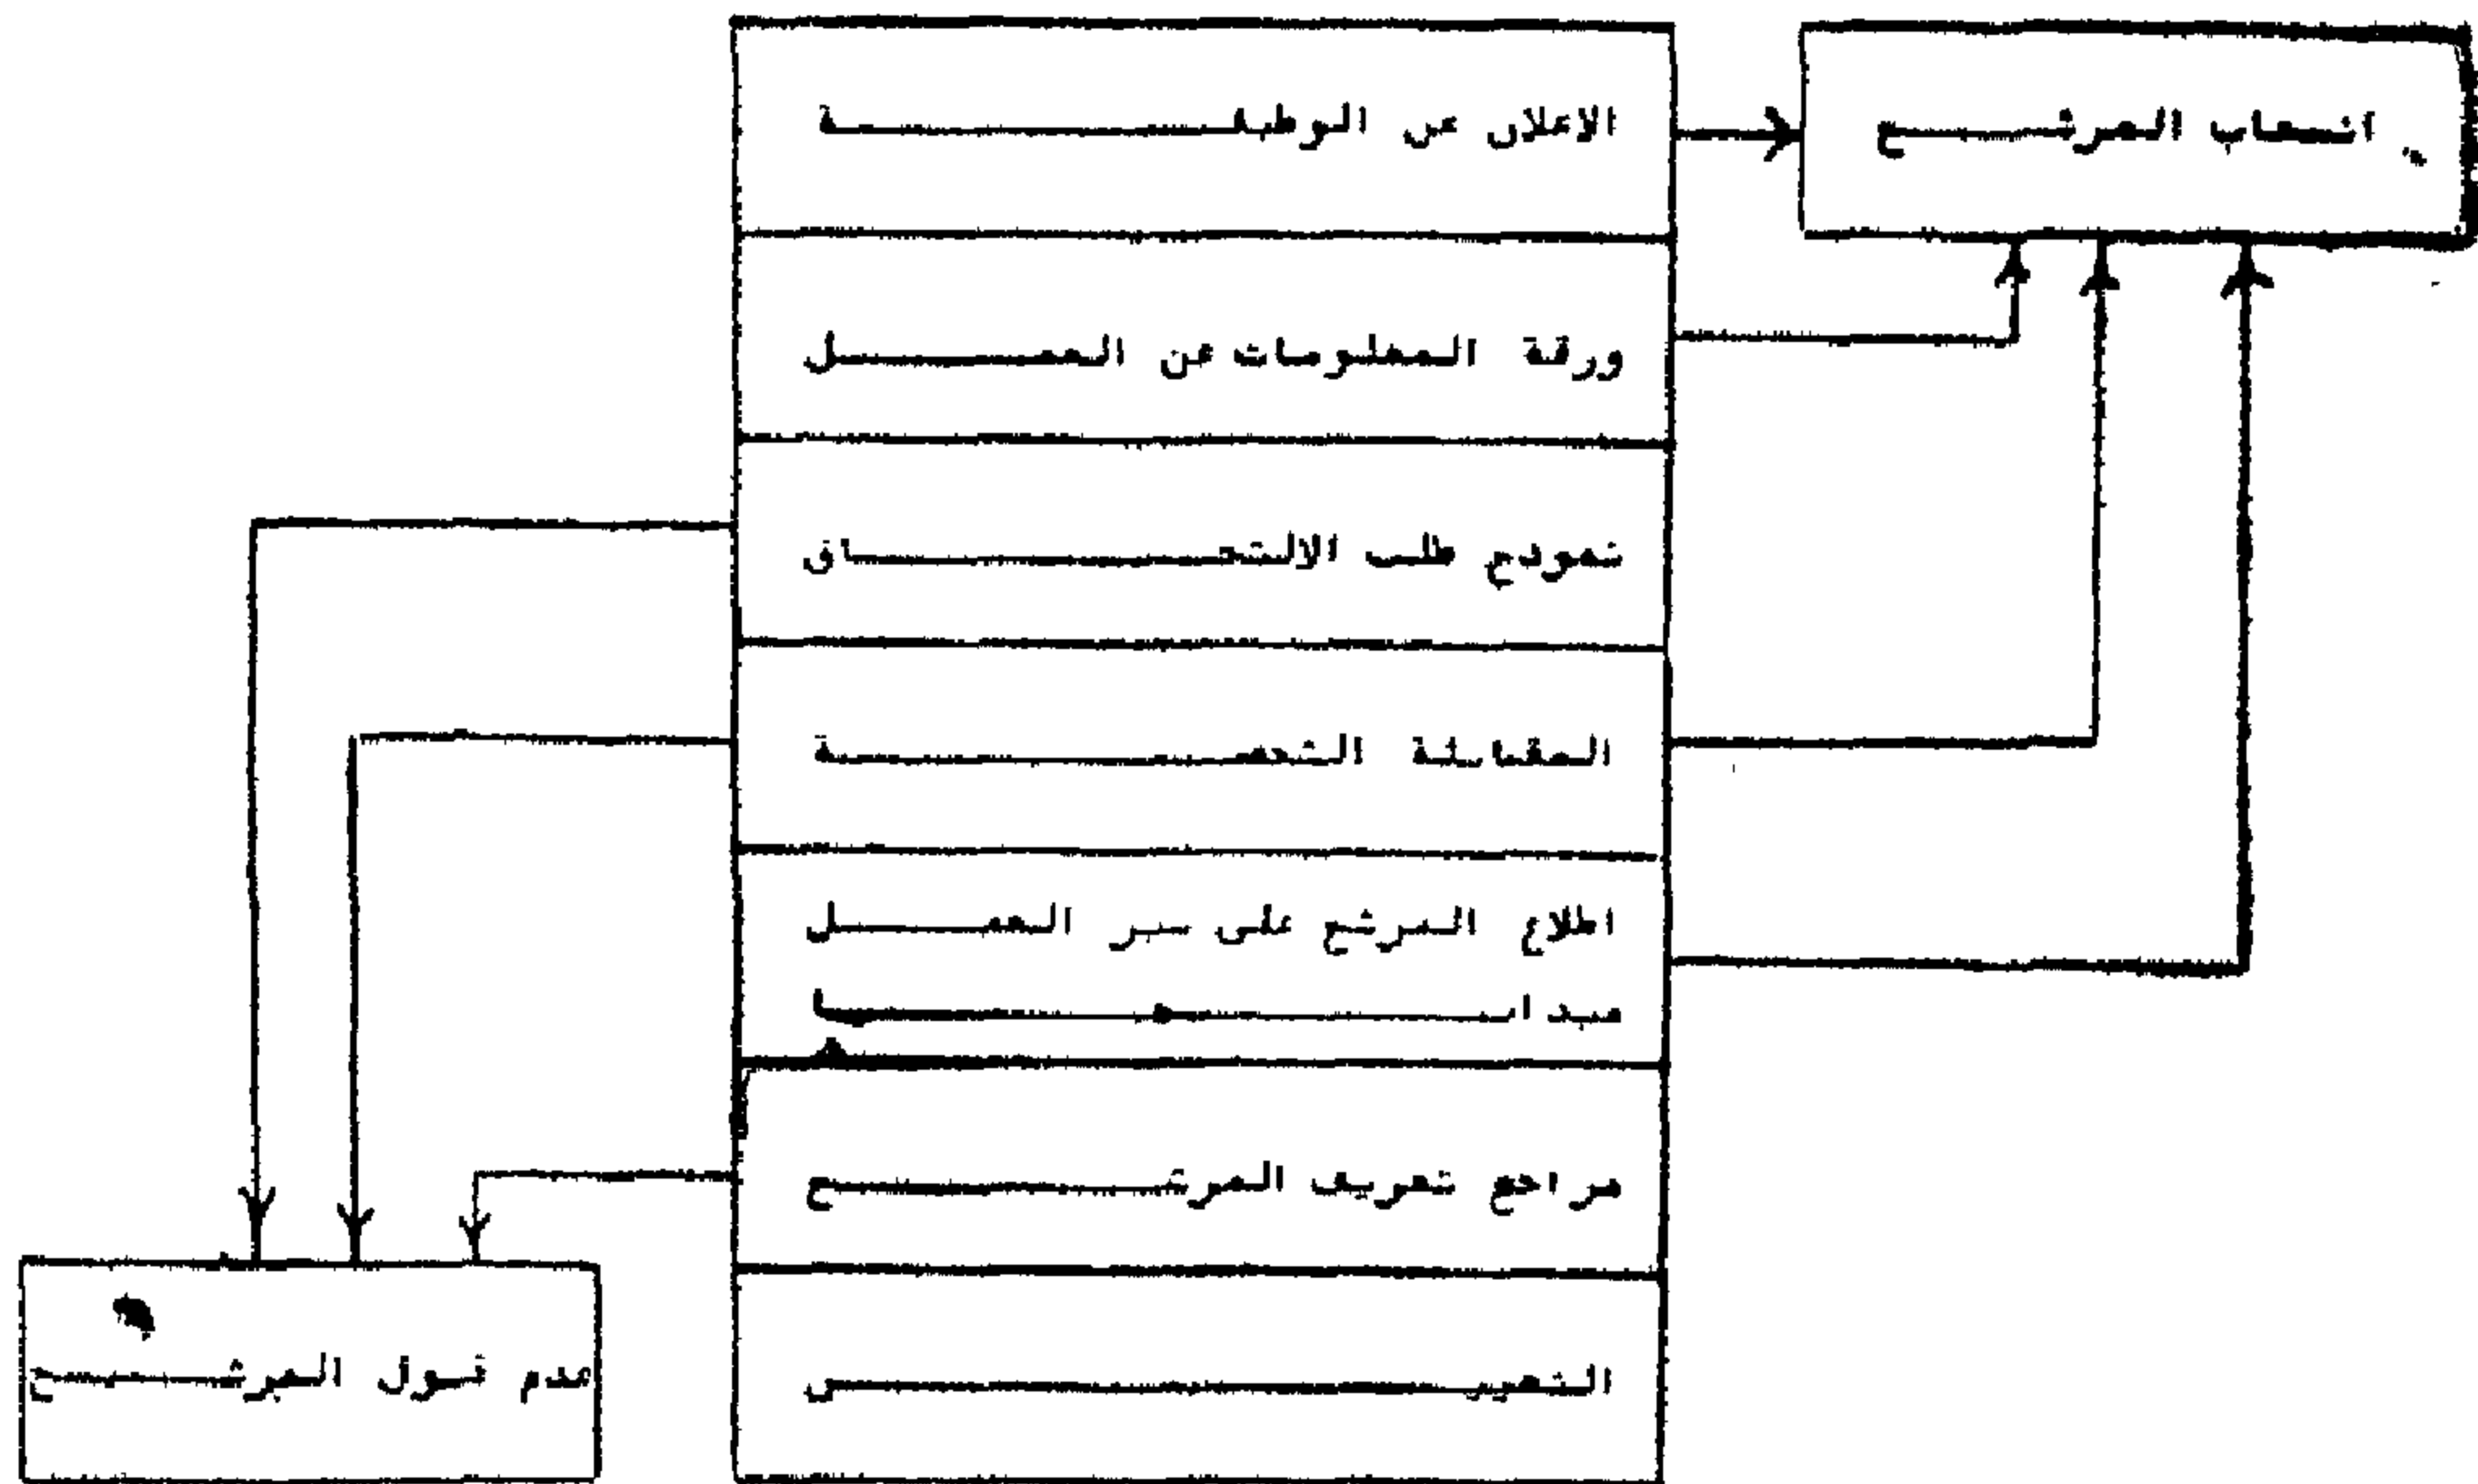 الاعلان عن الوظيفة
انسحاب المرشح
ورقة المعلومات عن العمل
نموذج طلب الالتحاق
المقابلة الشخصية
اطلاع المرشح على سير العمل
ميدانيا
مراجع تعريف المرشح
عدم قبول المرشح
التعيين